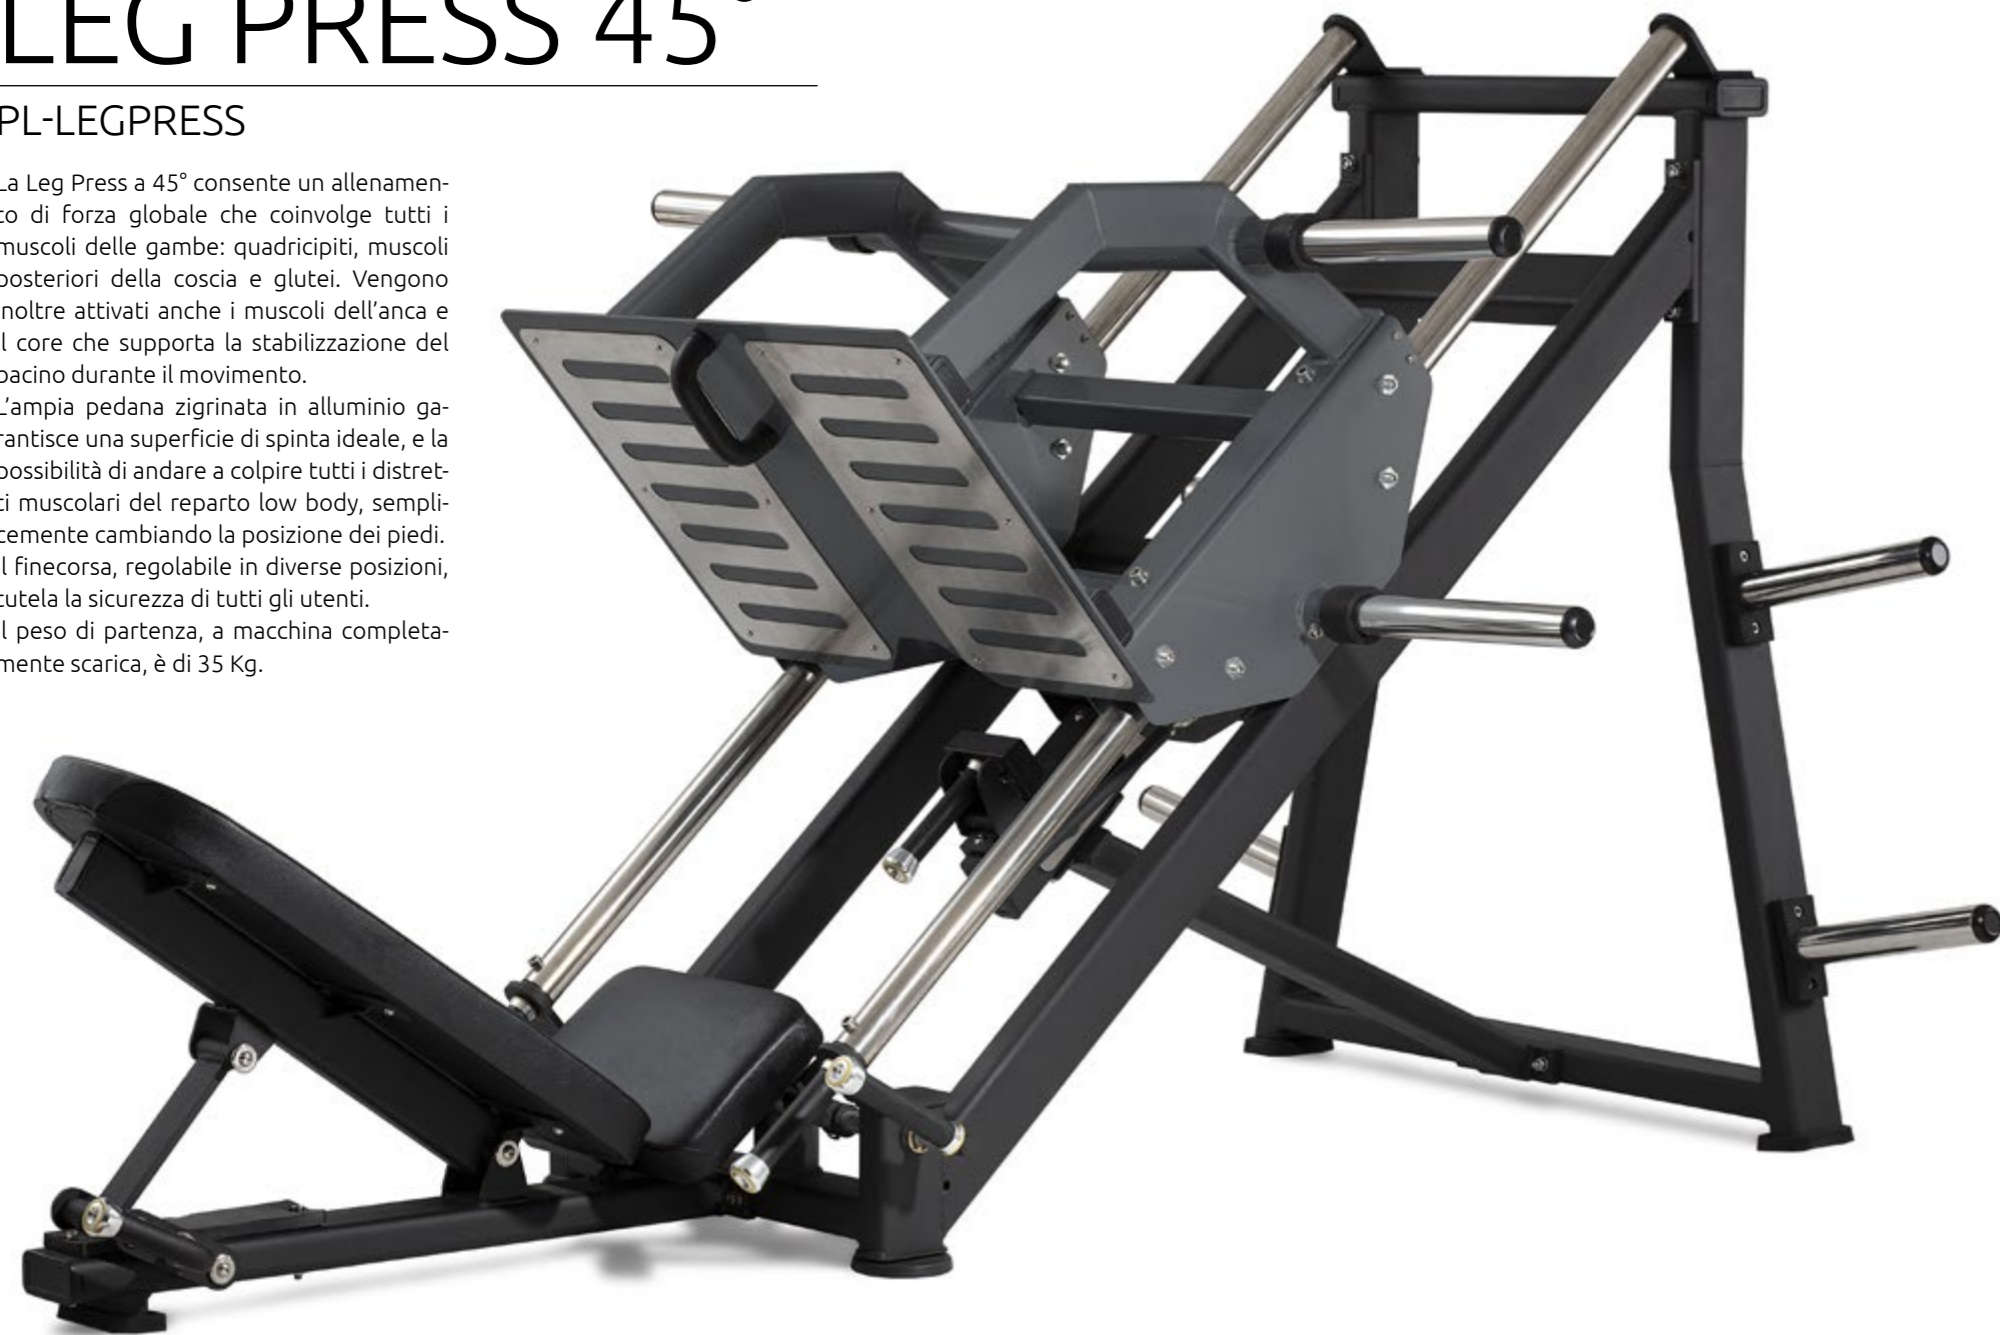 LEG PRESS 45°
PL-LEGPRESS
La Leg Press a 45° consente un allenamen-
to di forza globale che coinvolge tutti i
muscoli delle gambe: quadricipiti, muscoli
posteriori della coscia e glutei. Vengono
noltre attivati anche i muscoli dell’anca e
l core che supporta la stabilizzazione del
bacino durante il movimento.
L’ampia pedana zigrinata in alluminio ga-
rantisce una superficie di spinta ideale, e la
possibilità di andare a colpire tutti i distret-
ti muscolari del reparto low body, sempli-
cemente cambiando la posizione dei piedi.
l finecorsa, regolabile in diverse posizioni,
tutela la sicurezza di tutti gli utenti.
l peso di partenza, a macchina completa-
mente scarica, è di 35 Kg.